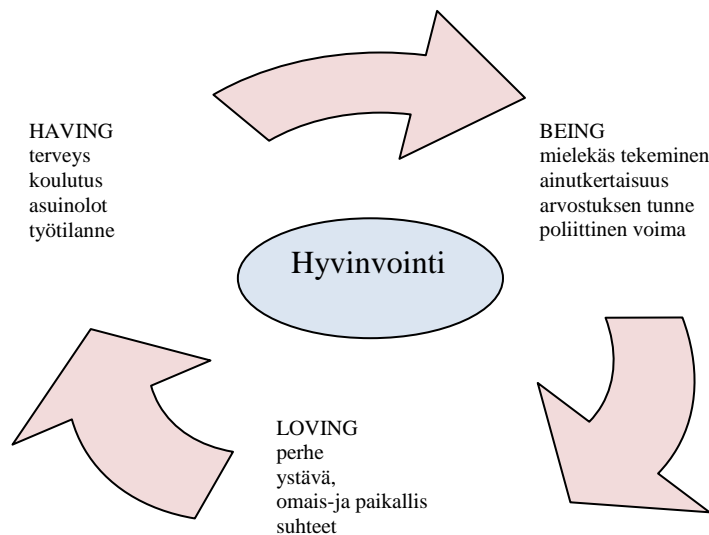 HAVING
terveys
koulutus
asuinolot
työtilanne
BEING
mielekäs tekeminen
ainutkertaisuus
arvostuksen tunne
poliittinen voima
Hyvinvointi
LOVING
perhe
ystävä,
omais-ja paikallis
suhteet